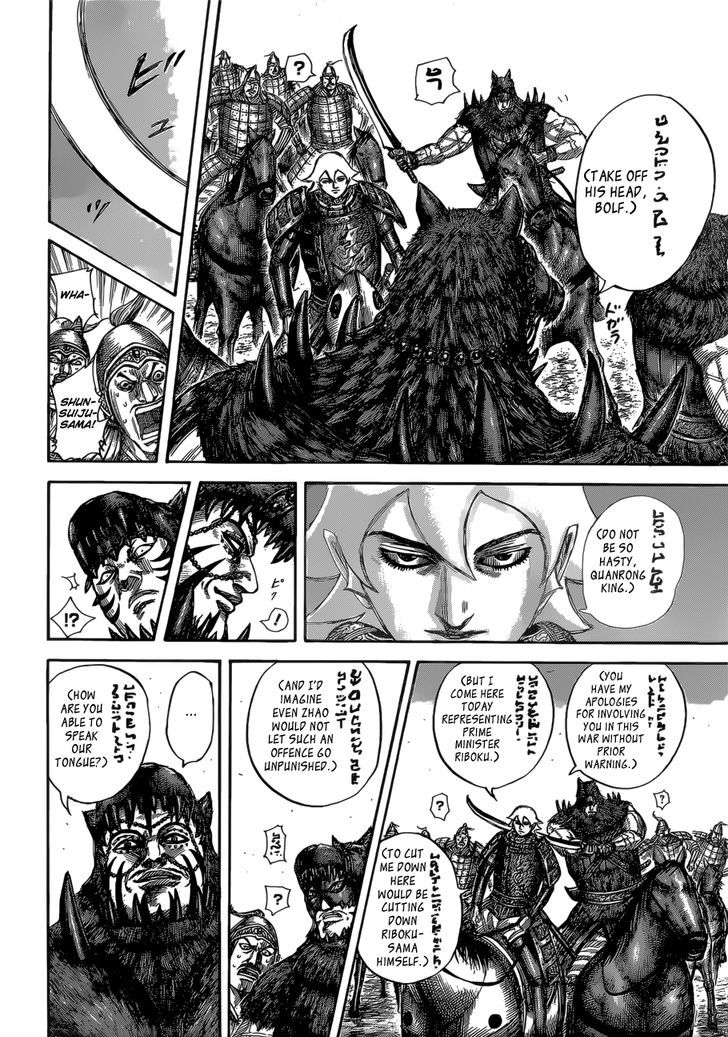 (TAKE OFF
HIS HEAD,
BOLF.)
?
WHA-
SHUN-
SUIJU-
SAMA!
(DO NOT
BE SO
HASTY,
QUANRONG
KING.)
!
!?
(YOU
HAVE MY
APOLOGIES
FOR INVOLVING
YOU IN THIS
WAR WITHOUT
PRIOR
WARNING.)
(BUT I
COME HERE
TODAY
REPRESENTING
PRIME
MINISTER
RIBOKU.)
?
?
(TO CUT
ME DOWN
HERE
WOULD BE
CUTTING
DOWN
RIBOKU-
SAMA
HIMSELF.)
(AND I'D
IMAGINE
EVEN ZHAO
WOULD NOT
LET SUCH AN
OFFENCE GO
UNPUNISHED.)
?
...
(HOW
ARE YOU
ABLE TO
SPEAK
OUR
TONGUE?)